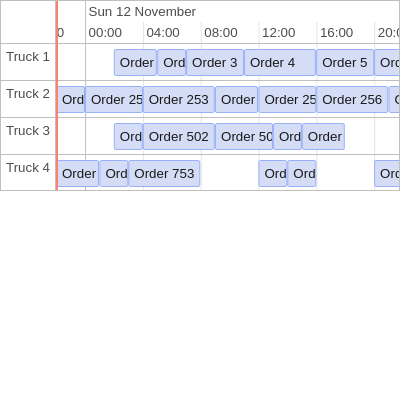 Sun 12 November
0 00:00 04:00 08:00 12:00 16:00 20:0
Truck 1 Order Ord Order 3 Order 4 Order 5 Ord
Truck 2 Ord Order 25 Order 253 Order Order 25 Order 256
Truck 3 Ord Order 502 Order 50 Ord Order
Truck 4 Order Ord Order 753 Ord Ord Ord